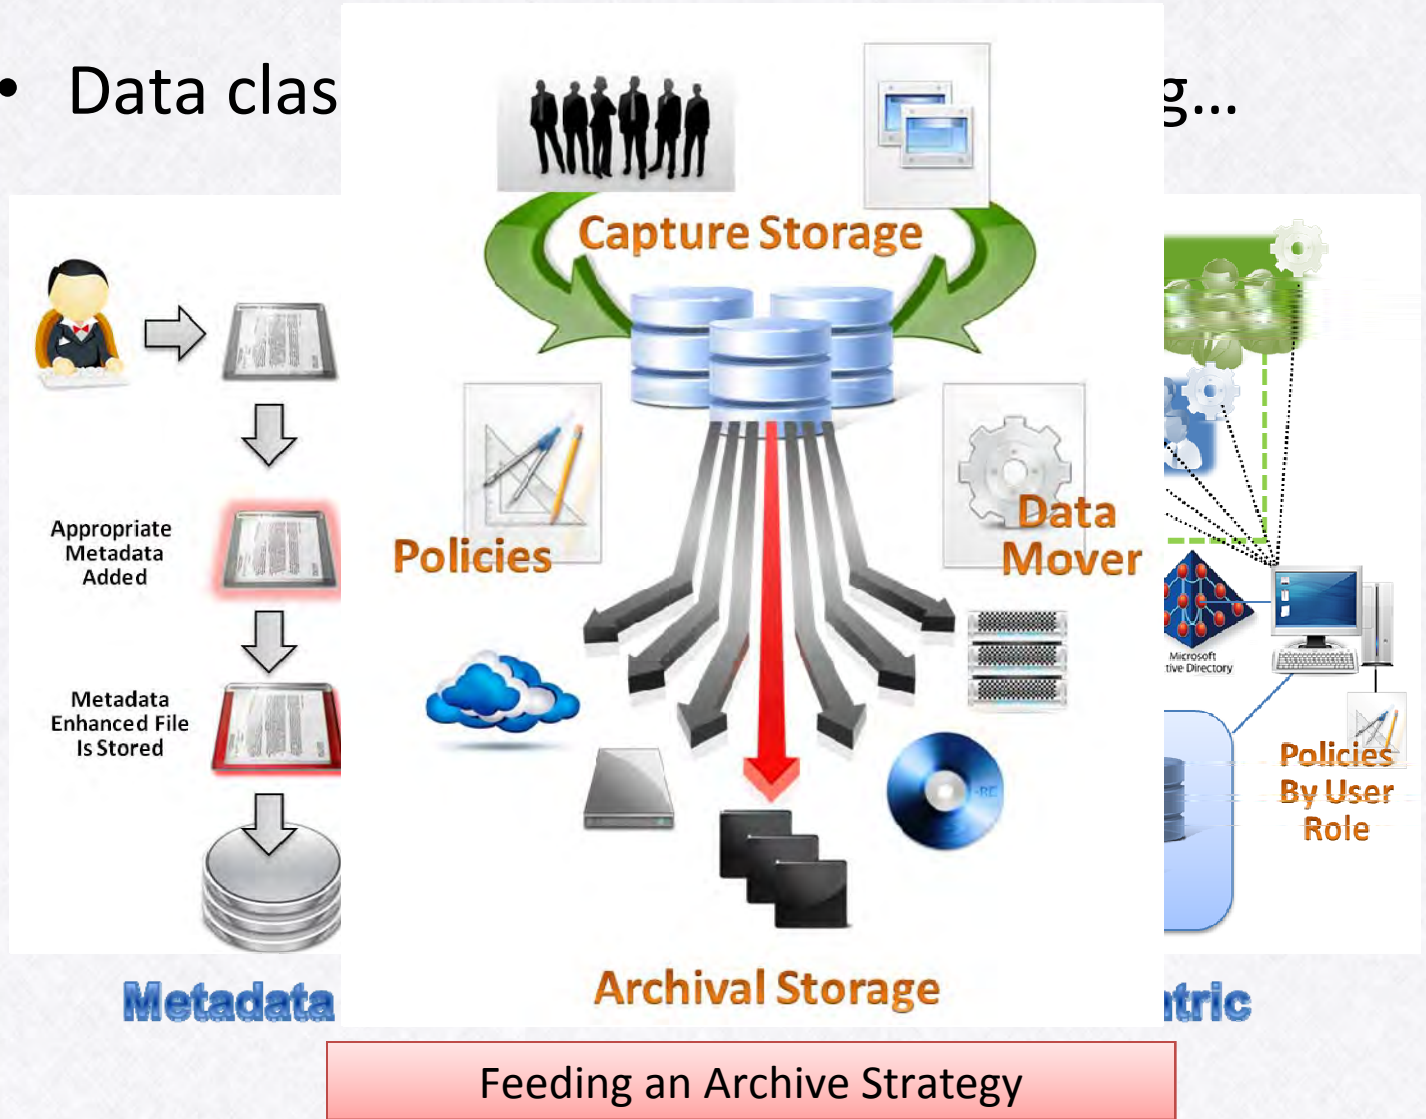 • Data clas
g...
Capture Storage
Policies
Data
Mover
Appropriate
Metadata
Added
Metadata
Enhanced File
Is Stored
Microsoft
tive Directory
Policies
By User
Role
Archival Storage
Metadata
ntric
Feeding an Archive Strategy